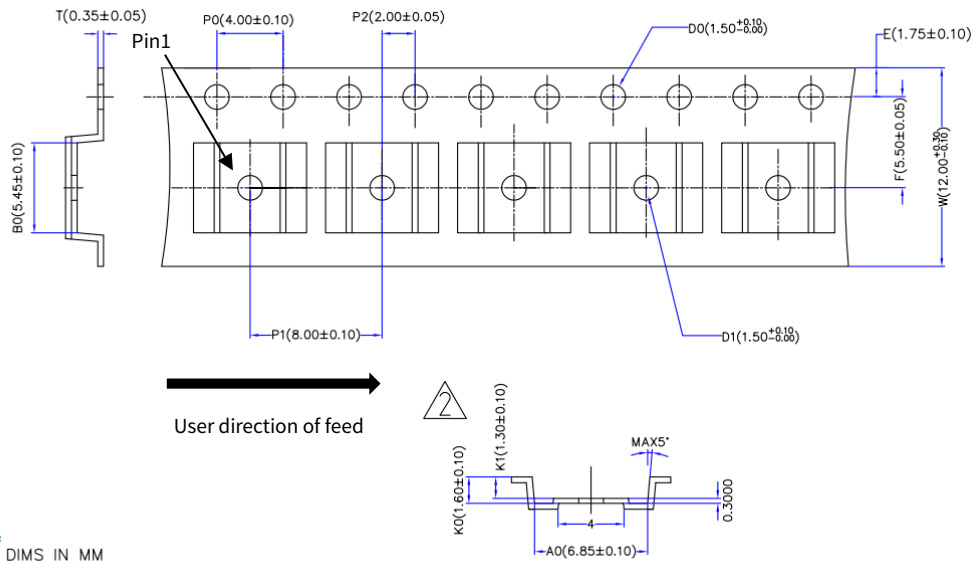 T(0.35±0.05)
P0(4.00±0.10)
P2(2.00±0.05)
D0(1.50+0.10-0.00)
E(1.75±0.10)
Pin1
B0(5.45±0.10)
F(5.50±0.05)
W(12.00+0.30-0.10)
P1(8.00±0.10)
D1(1.50+0.10-0.00)
User direction of feed
2
K1(1.30±0.10)
K0(1.60±0.10)
MAX5°
0.3000
4
A0(6.85±0.10)
DIMS IN MM